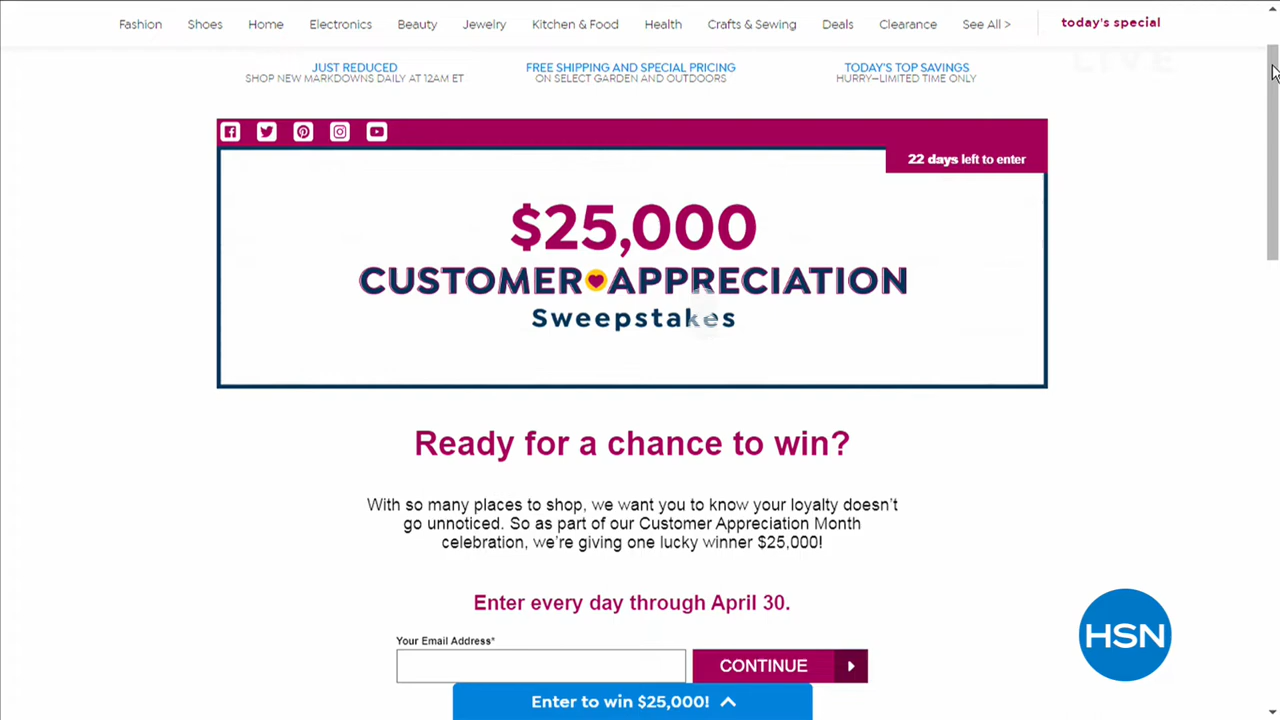 Fashion Shoes Home Electronics Beauty Jewelry Kitchen & Food Health Crafts & Sewing Deals Clearance See All > today's special
LIVE
JUST REDUCED
SHOP NEW MARKDOWNS DAILY AT 12AM ET
FREE SHIPPING AND SPECIAL PRICING
ON SELECT GARDEN AND OUTDOORS
TODAY'S TOP SAVINGS
HURRY—LIMITED TIME ONLY
22 days left to enter
$25,000
CUSTOMER APPRECIATION
Sweepstakes
Ready for a chance to win?
With so many places to shop, we want you to know your loyalty doesn't
go unnoticed. So as part of our Customer Appreciation Month
celebration, we're giving one lucky winner $25,000!
Enter every day through April 30.
Your Email Address*
CONTINUE
Enter to win $25,000!
HSN